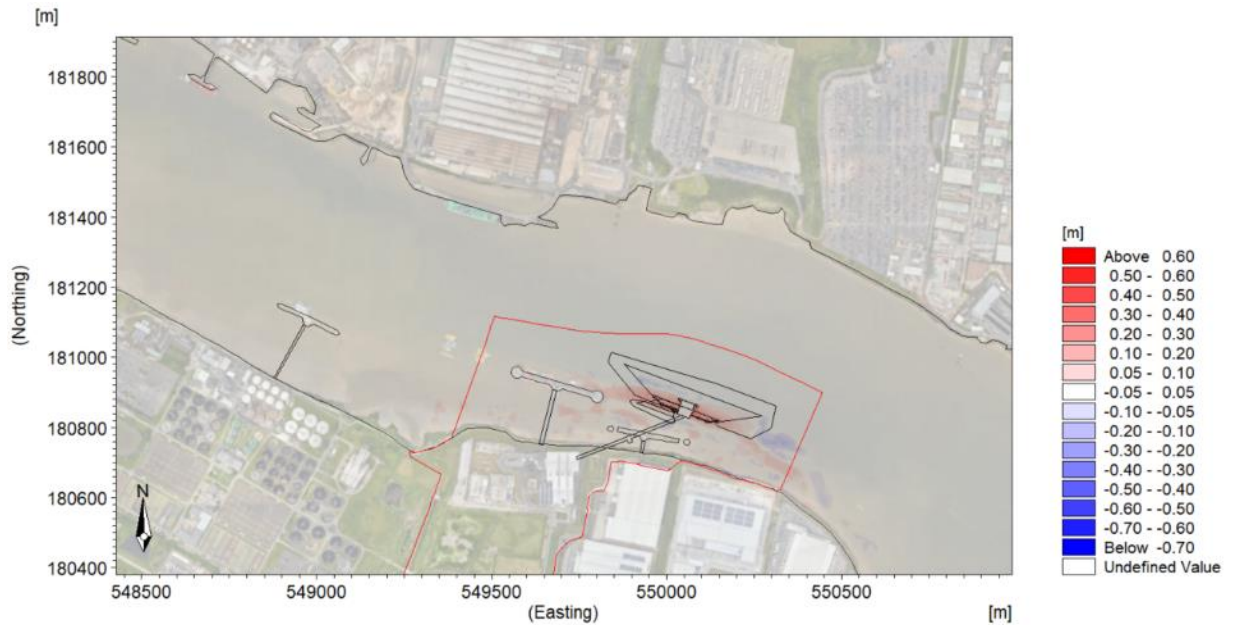 [m]
181800
181600
181400
181200
181000
180800
180600
180400
(Northing)
N
548500 549000 549500 550000 550500
(Easting) [m]
[m]
Above 0.60
0.50 - 0.60
0.40 - 0.50
0.30 - 0.40
0.20 - 0.30
0.10 - 0.20
0.05 - 0.10
-0.05 - 0.05
-0.10 - -0.05
-0.20 - -0.10
-0.30 - -0.20
-0.40 - -0.30
-0.50 - -0.40
-0.60 - -0.50
-0.70 - -0.60
Below -0.70
Undefined Value